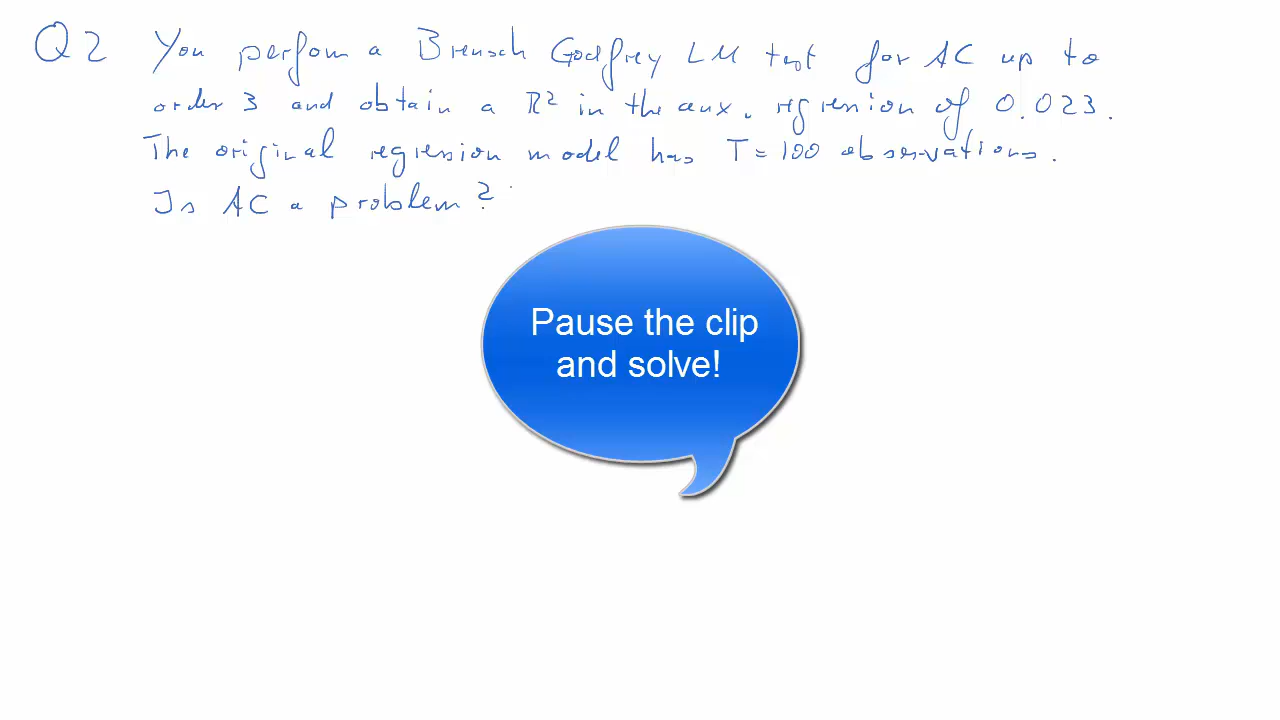 Q2 You perfom a Breusch Godfrey LM test for AC up to
order 3 and obtain a R² in the aux. regression of 0.023.
The original regression model has T = 100 observations.
Is AC a problem?
Pause the clip
and solve!